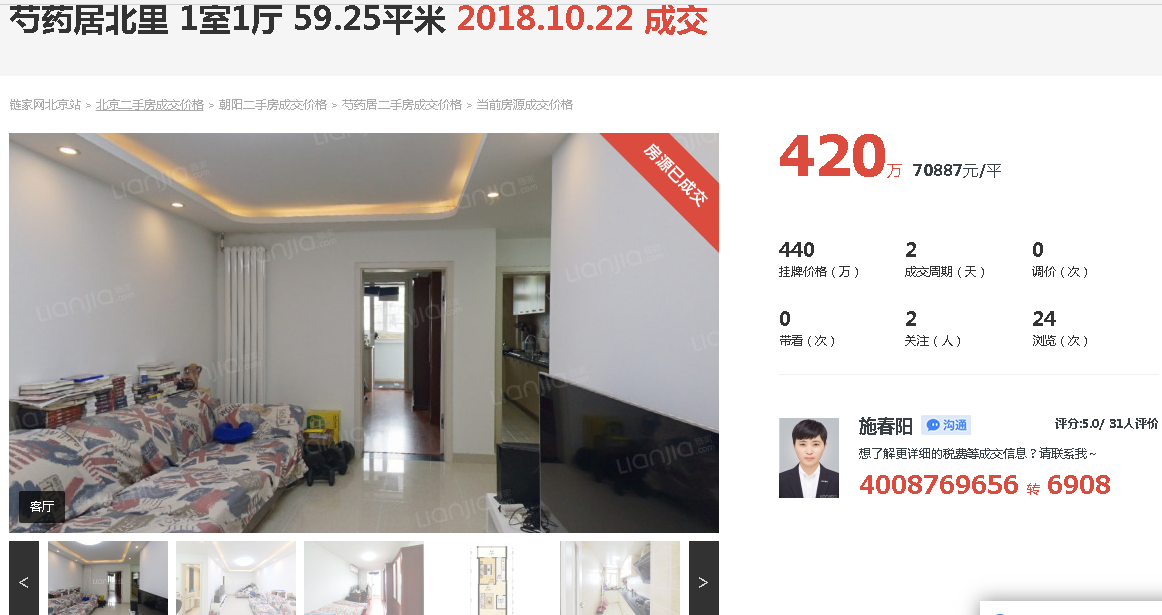 芍药居北里 1室1厅 59.25平米 2018.10.22 成交
链家网北京站 > 北京二手房成交价格 > 朝阳二手房成交价格 > 芍药居二手房成交价格 > 当前房源成交价格
房源已成交
420万 70887元/平
440 2 0
挂牌价格（万） 成交周期（天） 调价（次）
0 2 24
带看（次） 关注（人） 浏览（次）
施春阳 沟通 评分:5.0/ 31人评价
想了解更详细的税费等成交信息？请联系我~
4008769656 转 6908
Lianjia.com
客厅
< >